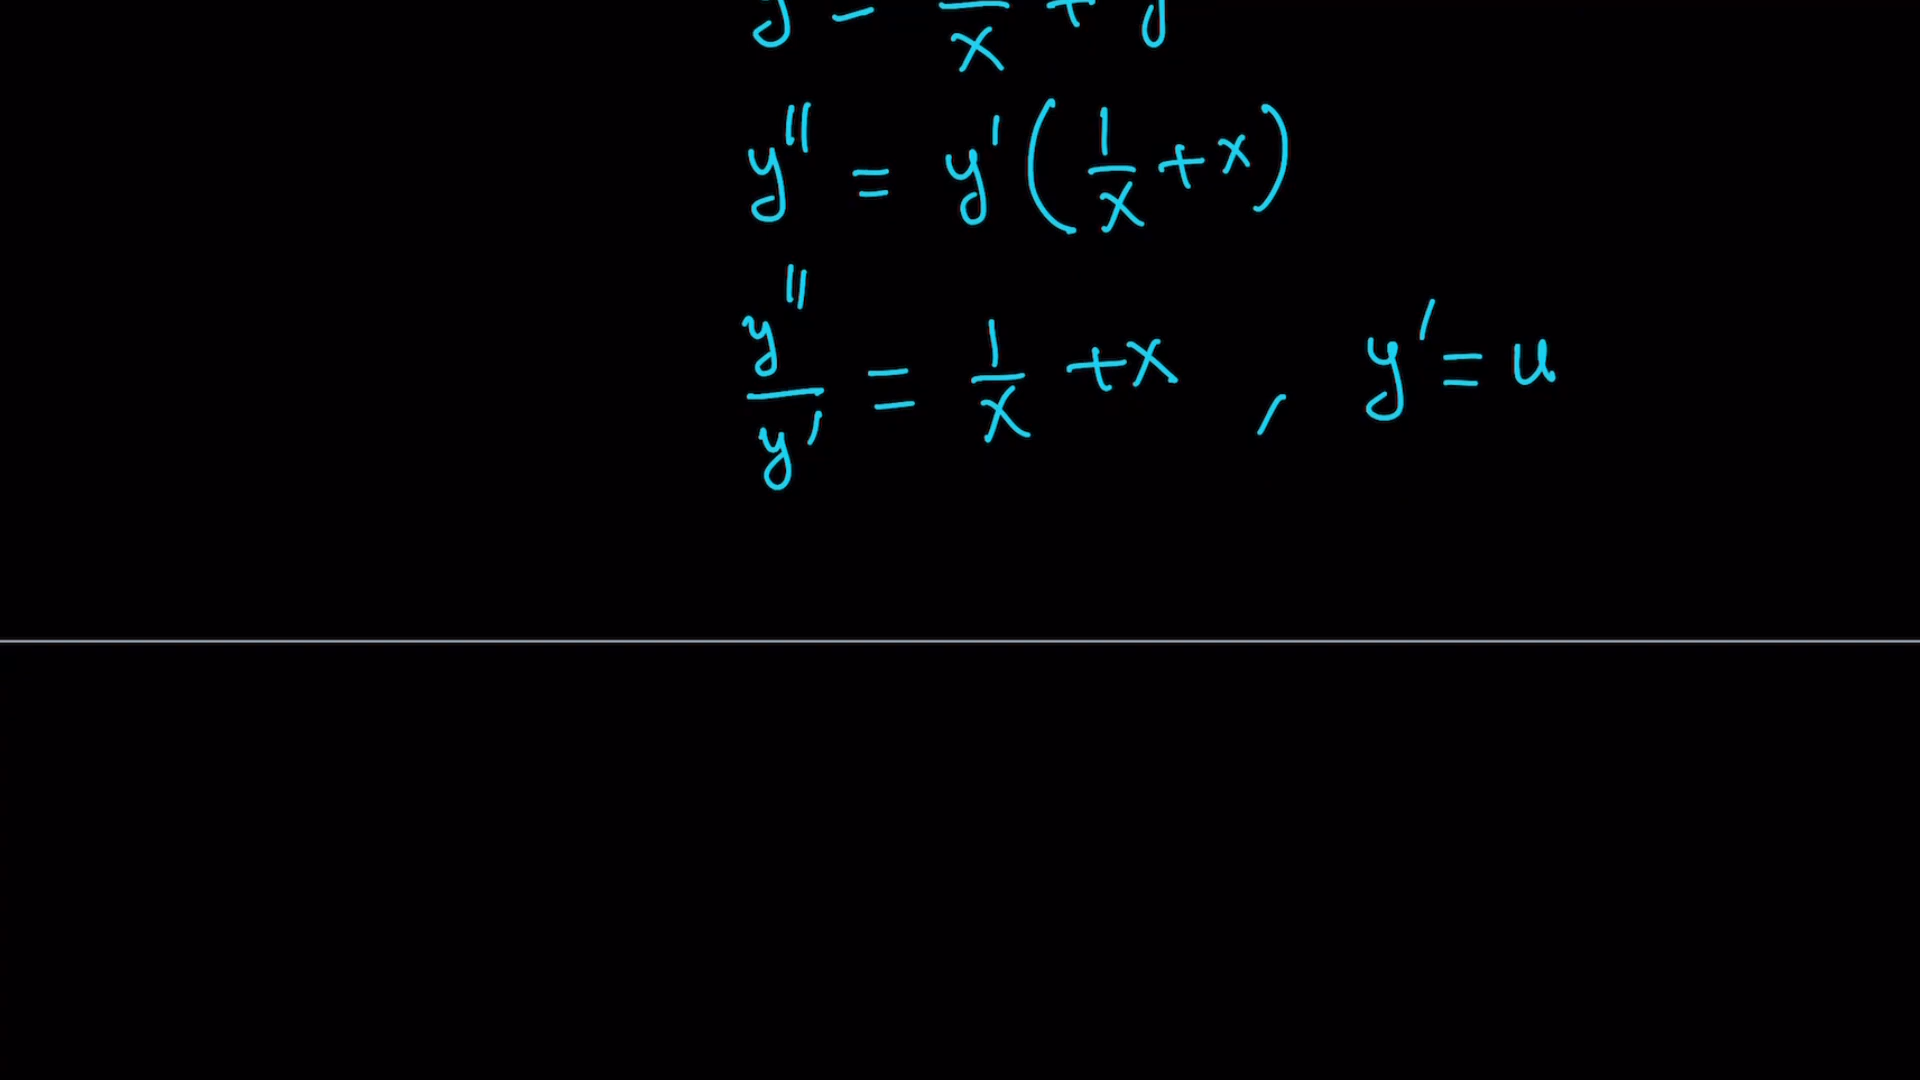 y'' = y'(1/x + x)
y''/y' = 1/x + x , y' = u